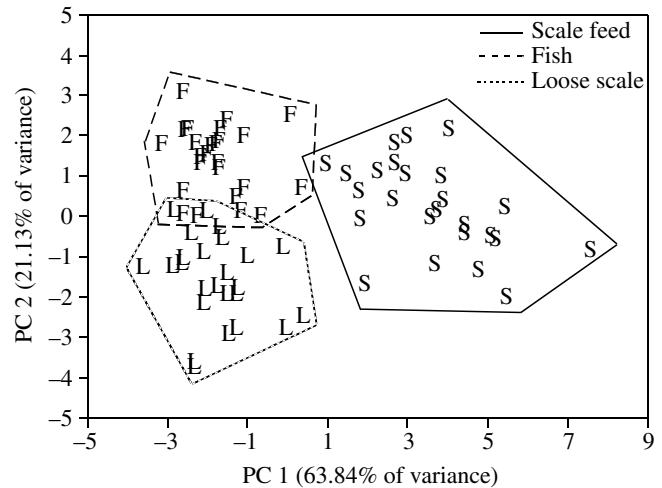 5
4
3
2
1
0
–1
–2
–3
–4
–5
PC 2 (21.13% of variance)
Scale feed
Fish
Loose scale
–5 –3 –1 1 3 5 7 9
PC 1 (63.84% of variance)